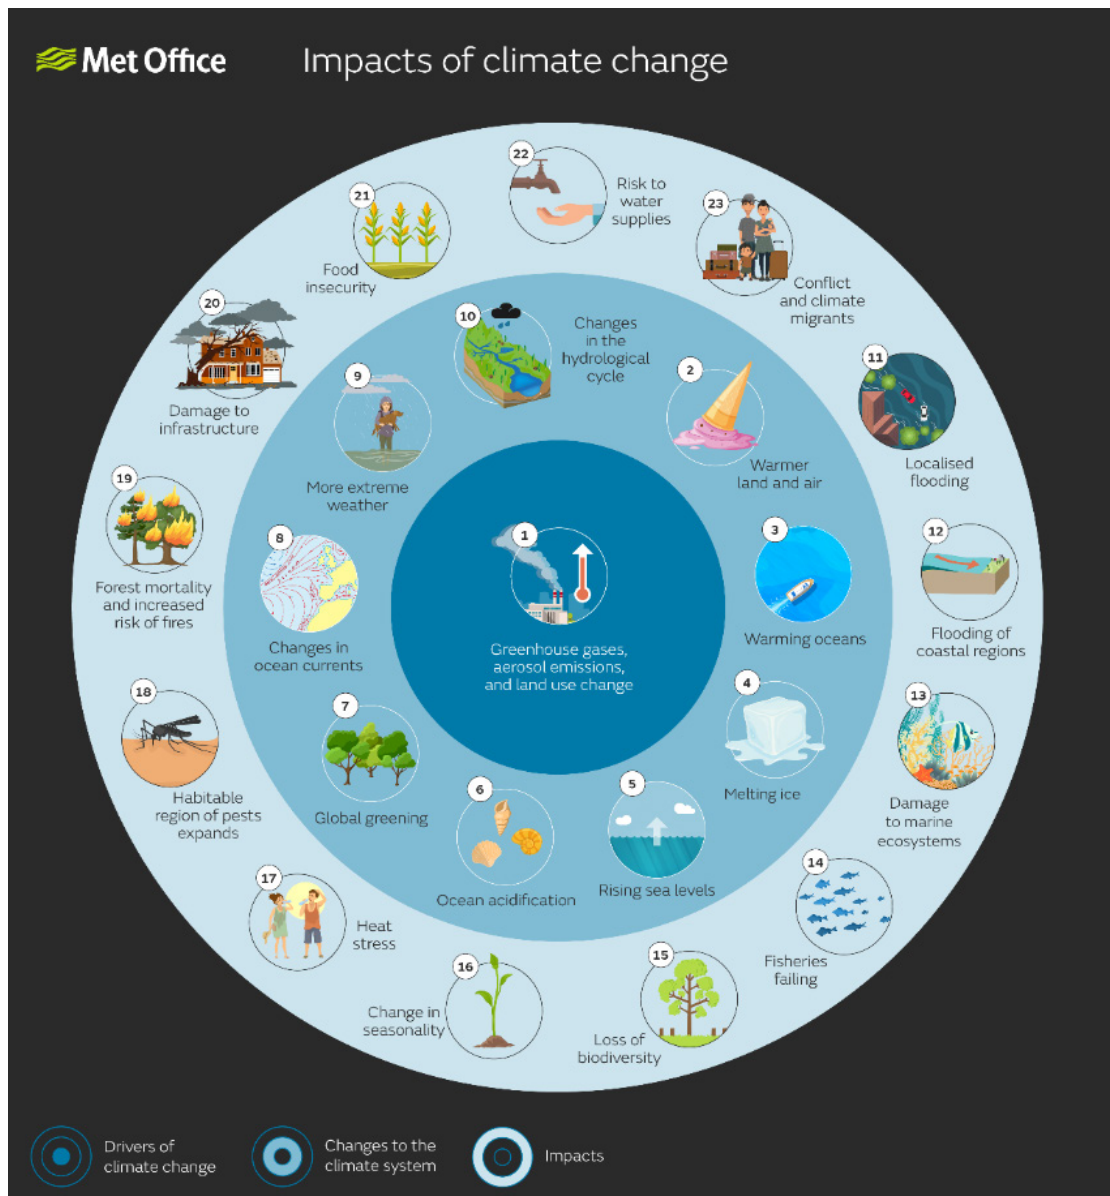 Met Office
Impacts of climate change
1
Greenhouse gases,
aerosol emissions,
and land use change
2
Warmer
land and air
3
Warming oceans
4
Melting ice
5
Rising sea levels
6
Ocean acidification
7
Global greening
8
Changes in
ocean currents
9
More extreme
weather
10
Changes
in the
hydrological
cycle
11
Localised
flooding
12
Flooding of
coastal regions
13
Damage
to marine
ecosystems
14
Fisheries
failing
15
Loss of
biodiversity
16
Change in
seasonality
17
Heat
stress
18
Habitable
region of pests
expands
19
Forest mortality
and increased
risk of fires
20
Damage to
infrastructure
21
Food
insecurity
22
Risk to
water
supplies
23
Conflict
and climate
migrants
Drivers of
climate change
Changes to the
climate system
Impacts